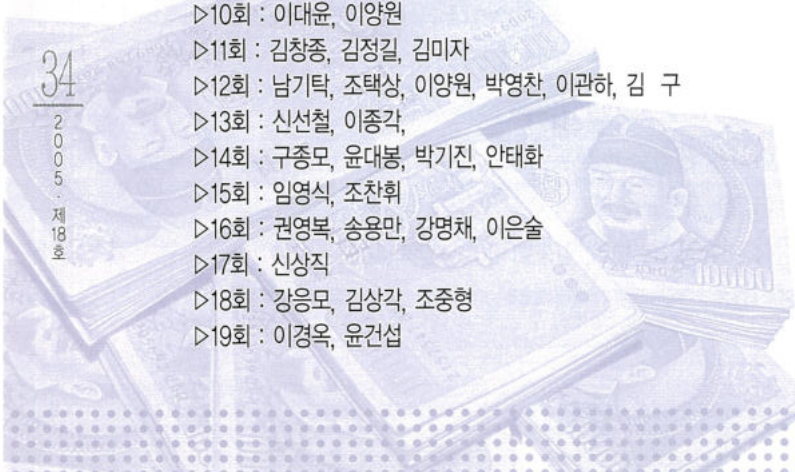 ▷10회 : 이대윤, 이양원
▷11회 : 김창종, 김정길, 김미자
▷12회 : 남기탁, 조택상, 이양원, 박영찬, 이관하, 김 구
▷13회 : 신선철, 이종각,
▷14회 : 구종모, 윤대봉, 박기진, 안태화
▷15회 : 임영식, 조찬휘
▷16회 : 권영복, 송용만, 강명채, 이은술
▷17회 : 신상직
▷18회 : 강응모, 김상각, 조중형
▷19회 : 이경옥, 윤건섭
34
2005·제18호